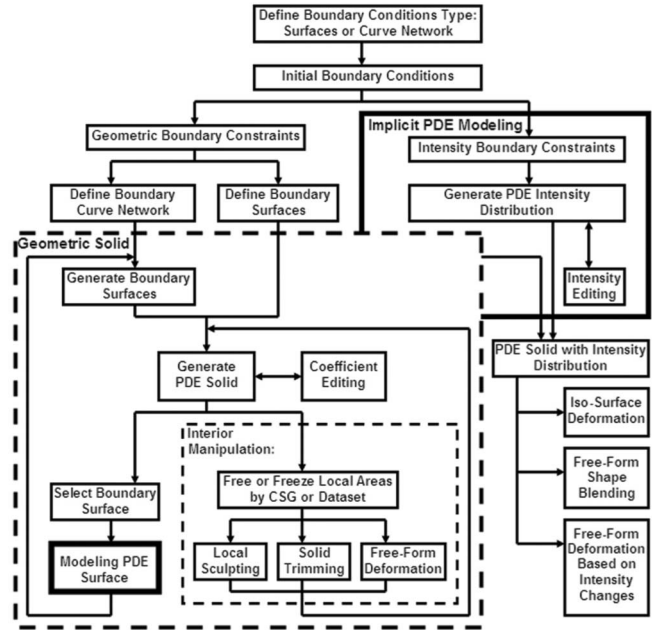 Define Boundary Conditions Type:
Surfaces or Curve Network
Initial Boundary Conditions
Geometric Boundary Constraints
Implicit PDE Modeling
Intensity Boundary Constraints
Define Boundary
Curve Network
Define Boundary
Surfaces
Generate PDE Intensity
Distribution
Geometric Solid
Generate Boundary
Surfaces
Intensity
Editing
Generate
PDE Solid
Coefficient
Editing
PDE Solid with Intensity
Distribution
Iso-Surface
Deformation
Interior
Manipulation:
Free or Freeze Local Areas
by CSG or Dataset
Free-Form
Shape
Blending
Select Boundary
Surface
Modeling PDE
Surface
Local
Sculpting
Solid
Trimming
Free-Form
Deformation
Free-Form
Deformation
Based on
Intensity
Changes